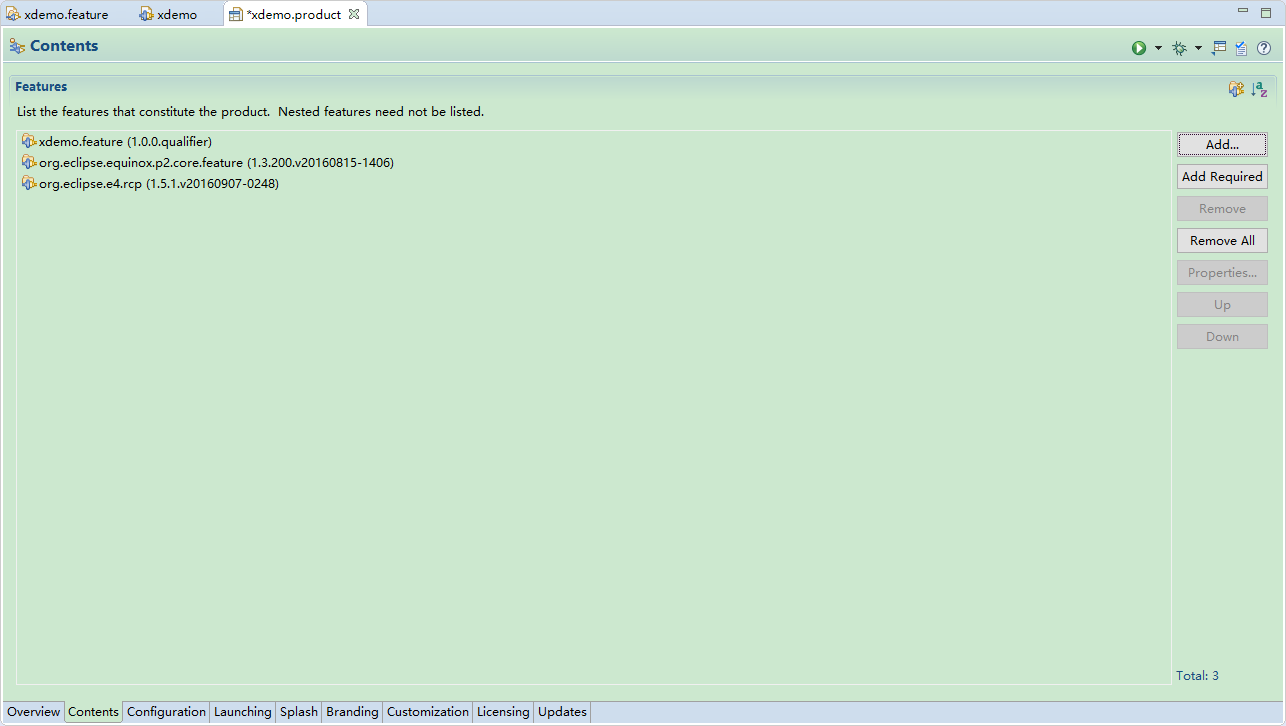 xdemo.feature xdemo *xdemo.product
Contents
Features
List the features that constitute the product.  Nested features need not be listed.
xdemo.feature (1.0.0.qualifier)
org.eclipse.equinox.p2.core.feature (1.3.200.v20160815-1406)
org.eclipse.e4.rcp (1.5.1.v20160907-0248)
Add...
Add Required
Remove
Remove All
Properties...
Up
Down
Total: 3
Overview Contents Configuration Launching Splash Branding Customization Licensing Updates